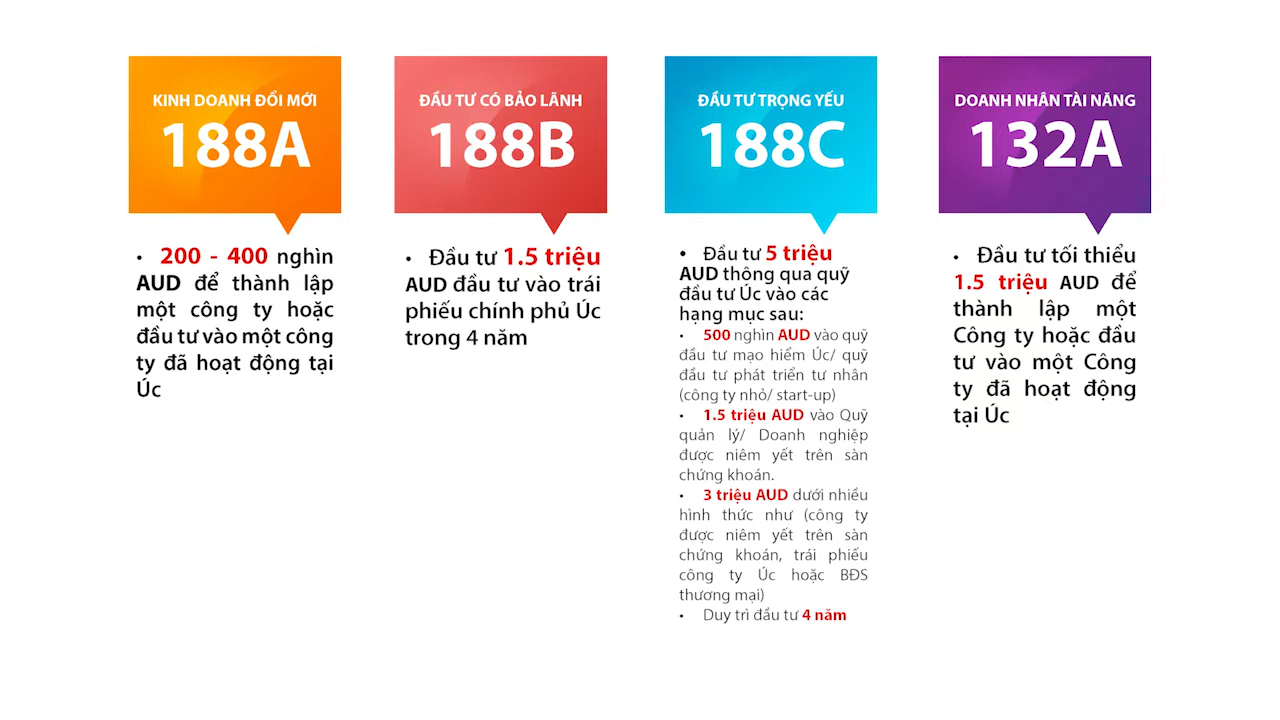 KINH DOANH ĐỔI MỚI
188A
• 200 - 400 nghìn
AUD để thành lập
một công ty hoặc
đầu tư vào một công
ty đã hoạt động tại
Úc
ĐẦU TƯ CÓ BẢO LÃNH
188B
• Đầu tư 1.5 triệu
AUD đầu tư vào trái
phiếu chính phủ Úc
trong 4 năm
ĐẦU TƯ TRỌNG YẾU
188C
• Đầu tư 5 triệu
AUD thông qua quỹ
đầu tư Úc vào các
hạng mục sau:
• 500 nghìn AUD vào quỹ
đầu tư mạo hiểm Úc/ quỹ
đầu tư phát triển tư nhân
(công ty nhỏ/ start-up)
• 1.5 triệu AUD vào Quỹ
quản lý/ Doanh nghiệp
được niêm yết trên sàn
chứng khoán.
• 3 triệu AUD dưới nhiều
hình thức như (công ty
được niêm yết trên sàn
chứng khoán, trái phiếu
công ty Úc hoặc BĐS
thương mại)
• Duy trì đầu tư 4 năm
DOANH NHÂN TÀI NĂNG
132A
• Đầu tư tối thiểu
1.5 triệu AUD để
thành lập một
Công ty hoặc đầu
tư vào một Công
ty đã hoạt động
tại Úc